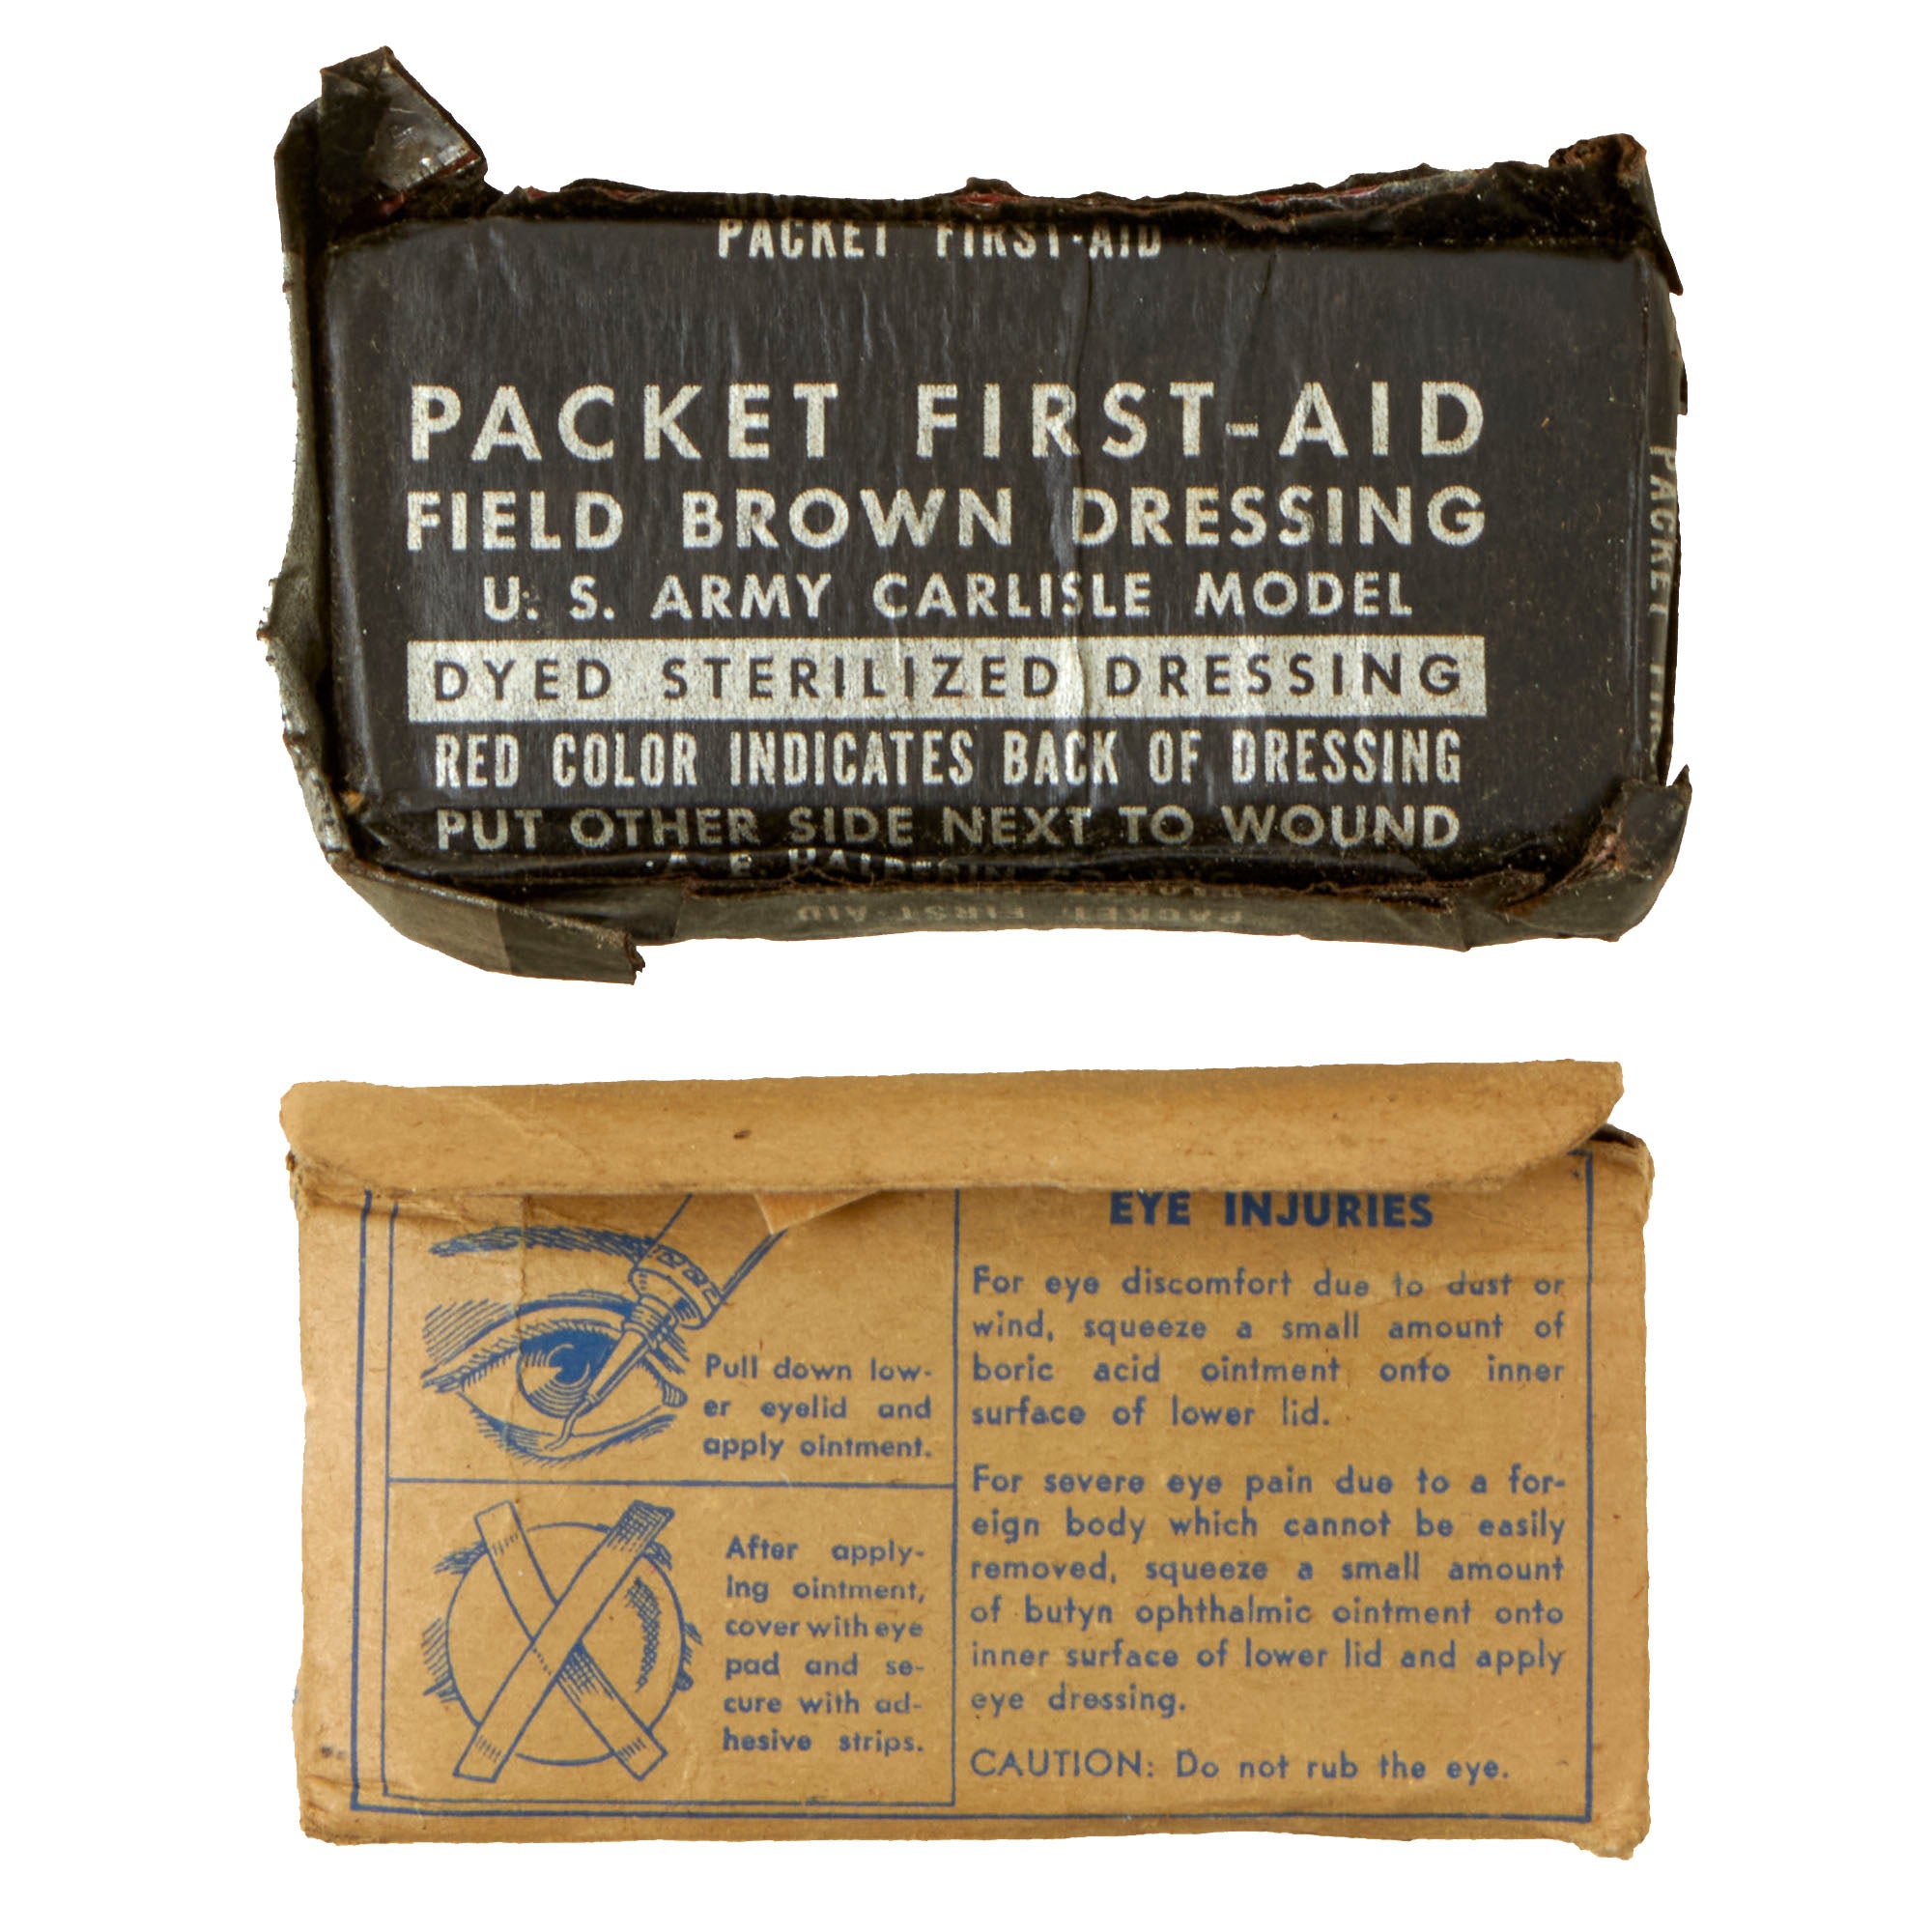 PACKET FIRST-AID
PACKET FIRST-AID
FIELD BROWN DRESSING
U. S. ARMY CARLISLE MODEL
DYED STERILIZED DRESSING
RED COLOR INDICATES BACK OF DRESSING
PUT OTHER SIDE NEXT TO WOUND
A. E.
PACKET FIRST-AID
PACKET
Pull down low-
er eyelid and
apply ointment.
After apply-
ing ointment,
cover with eye
pad and se-
cure with ad-
hesive strips.
EYE INJURIES
For eye discomfort due to dust or
wind, squeeze a small amount of
boric acid ointment onto inner
surface of lower lid.
For severe eye pain due to a for-
eign body which cannot be easily
removed, squeeze a small amount
of butyn ophthalmic ointment onto
inner surface of lower lid and apply
eye dressing.
CAUTION: Do not rub the eye.